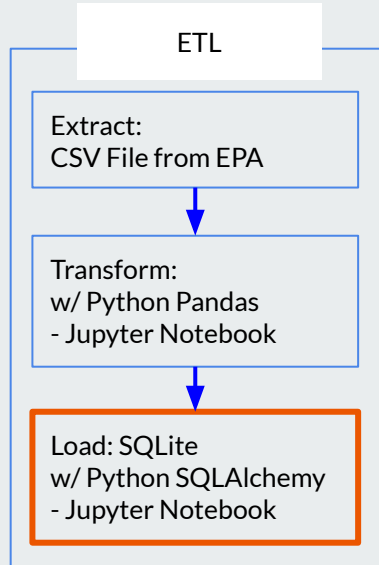 ETL
Extract:
CSV File from EPA
Transform:
w/ Python Pandas
- Jupyter Notebook
Load: SQLite
w/ Python SQLAlchemy
- Jupyter Notebook